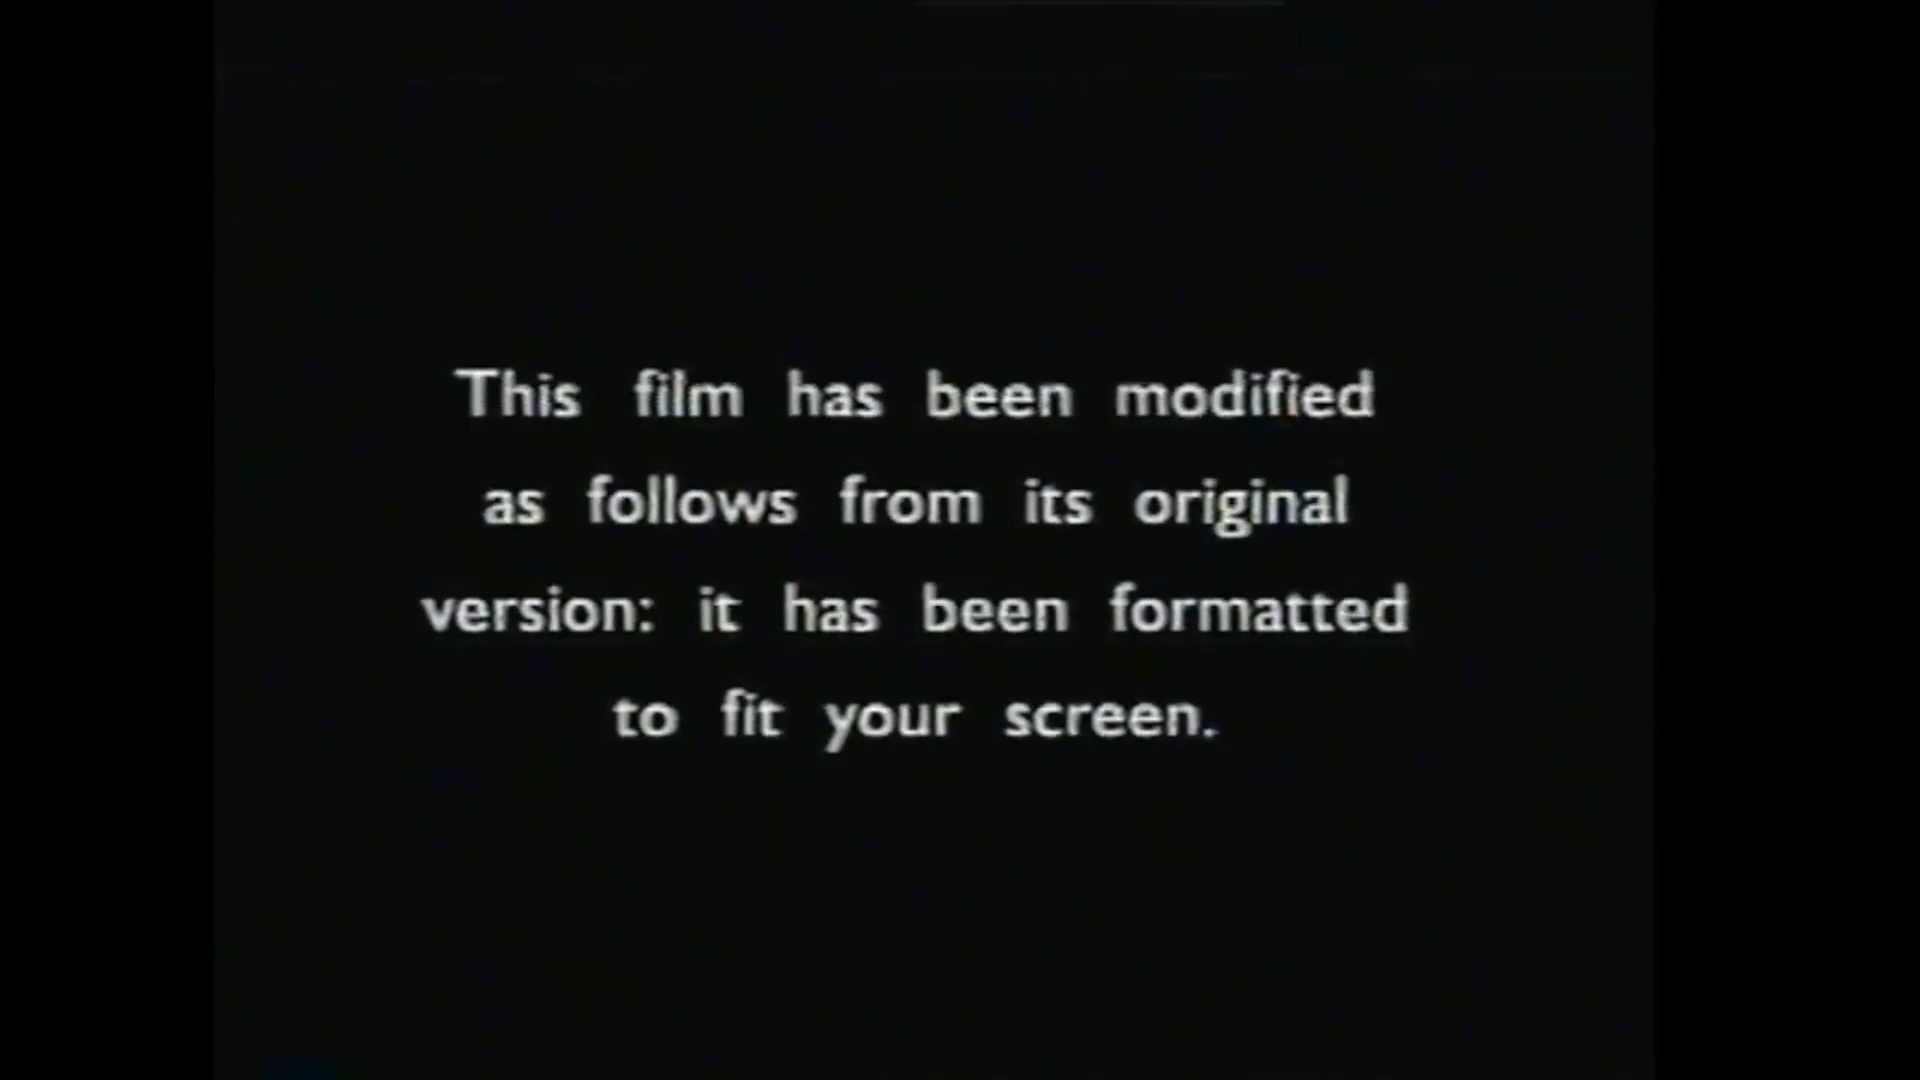 This film has been modified
as follows from its original
version: it has been formatted
to fit your screen.